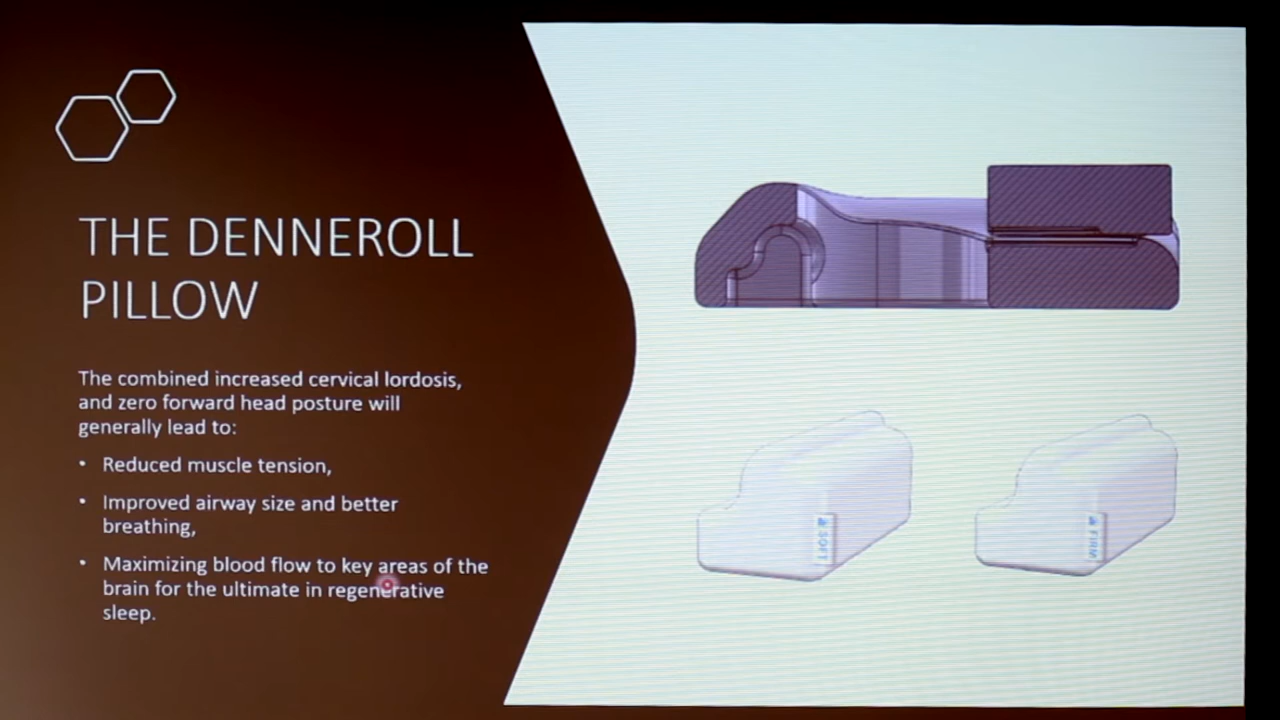 THE DENNEROLL
PILLOW
The combined increased cervical lordosis,
and zero forward head posture will
generally lead to:
• Reduced muscle tension,
• Improved airway size and better
breathing,
• Maximizing blood flow to key areas of the
brain for the ultimate in regenerative
sleep.
SOFT
FIRM